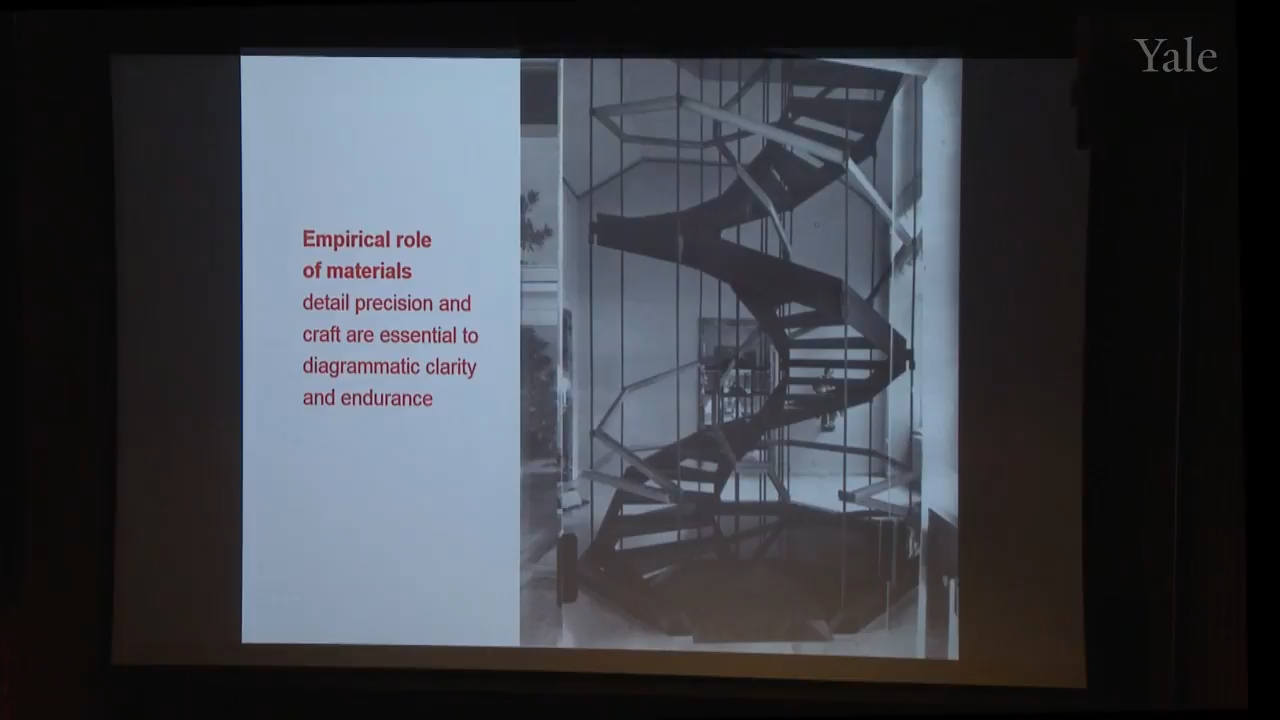 Yale
Empirical role
of materials
detail precision and
craft are essential to
diagrammatic clarity
and endurance